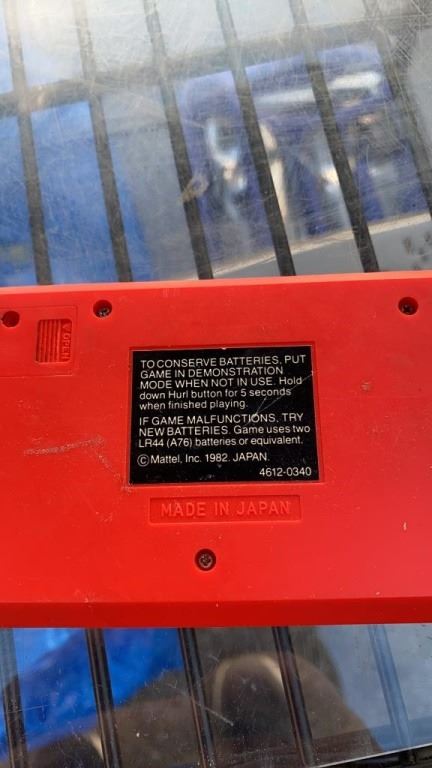 OPEN
TO CONSERVE BATTERIES, PUT
GAME IN DEMONSTRATION
MODE WHEN NOT IN USE. Hold
down Hurl button for 5 seconds
when finished playing.
IF GAME MALFUNCTIONS, TRY
NEW BATTERIES. Game uses two
LR44 (A76) batteries or equivalent.
© Mattel, Inc. 1982. JAPAN.
4612-0340
MADE IN JAPAN